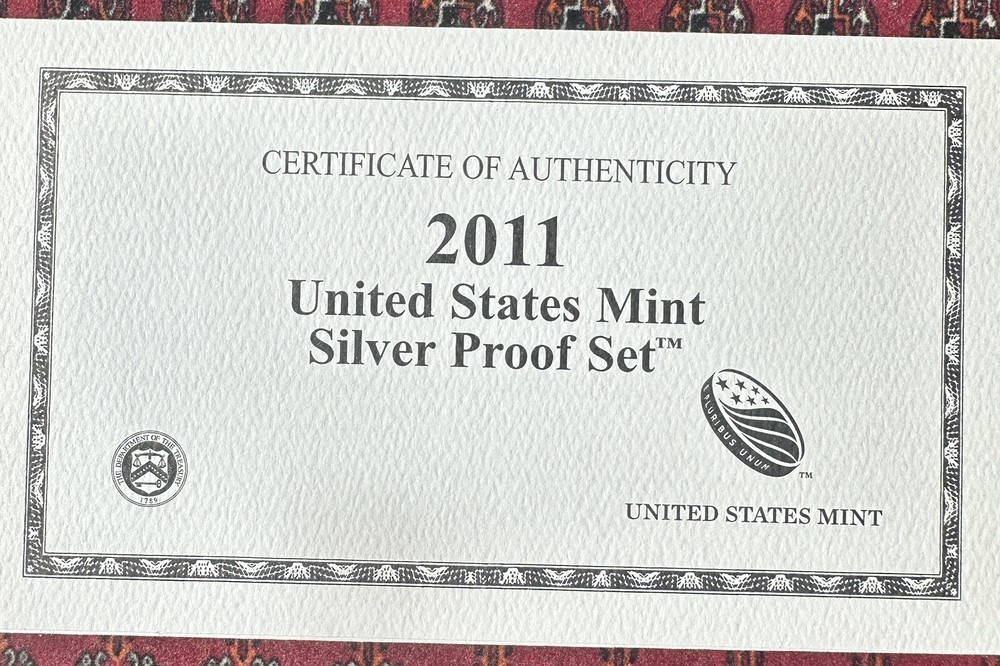 CERTIFICATE OF AUTHENTICITY
2011
United States Mint
Silver Proof Set™
E PLURIBUS UNUM
™
THE DEPARTMENT OF THE TREASURY
1789
UNITED STATES MINT